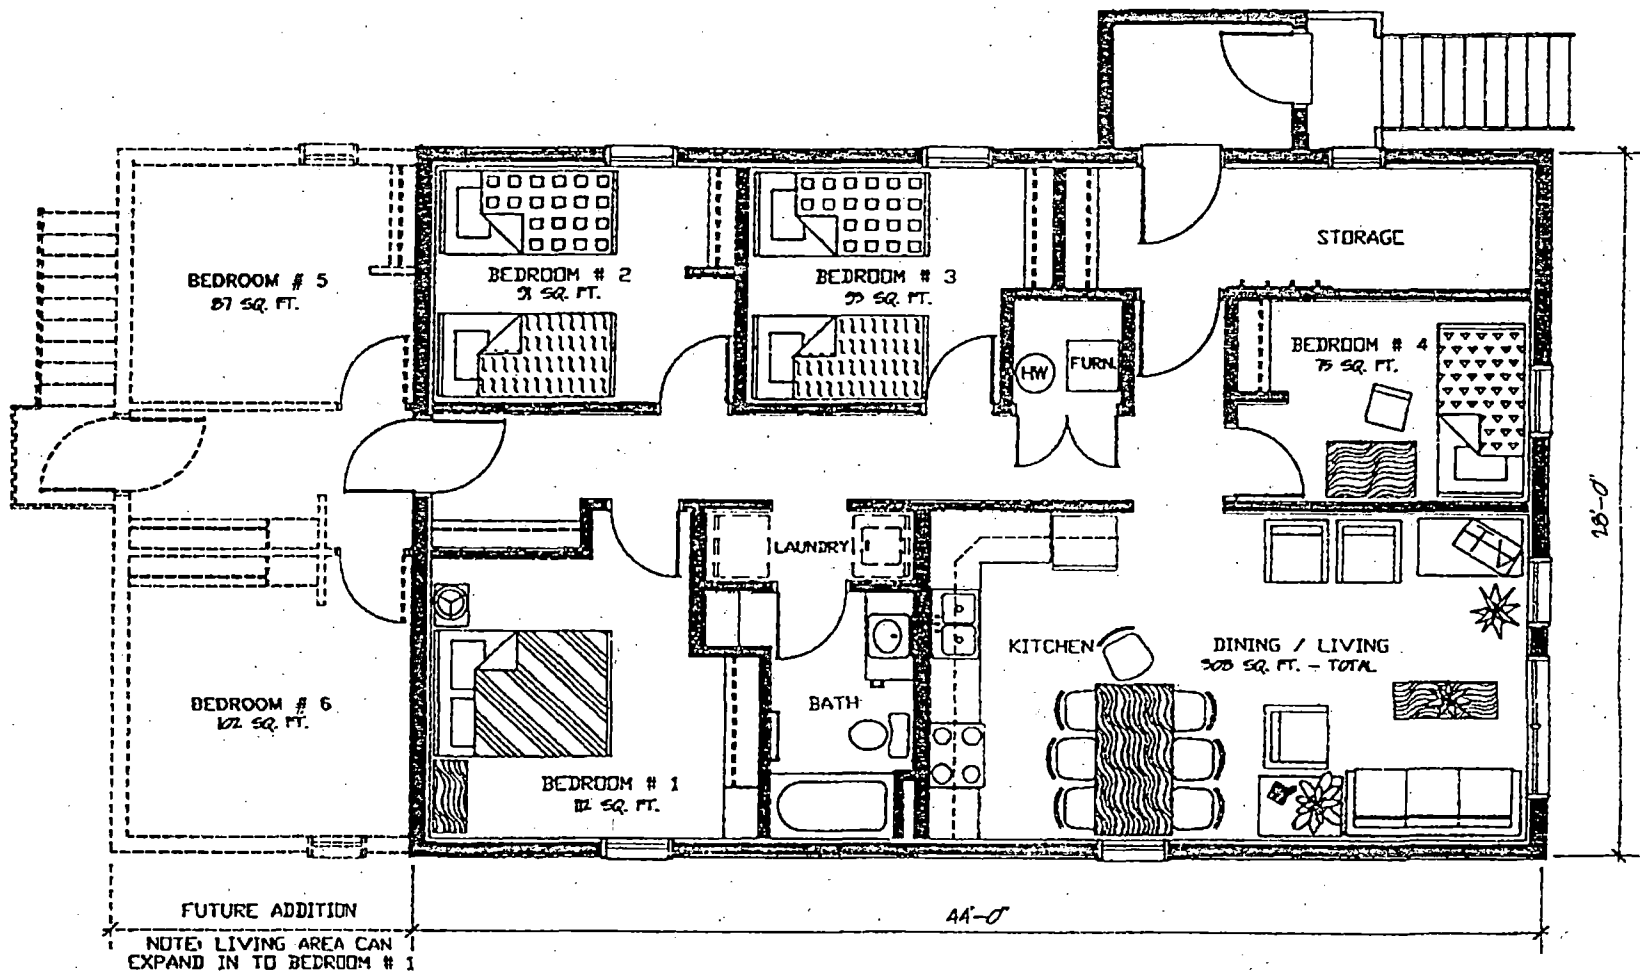 STORAGE
BEDROOM # 5
87 SQ. FT.
BEDROOM # 2
91 SQ. FT.
BEDROOM # 3
93 SQ. FT.
BEDROOM # 4
75 SQ. FT.
HW
FURN.
28'-0"
LAUNDRY
KITCHEN
DINING / LIVING
SQ. FT. - TOTAL
BEDROOM # 6
102 SQ. FT.
BATH
BEDROOM # 1
112 SQ. FT.
FUTURE ADDITION
44'-0"
NOTE: LIVING AREA CAN
EXPAND IN TO BEDROOM # 1